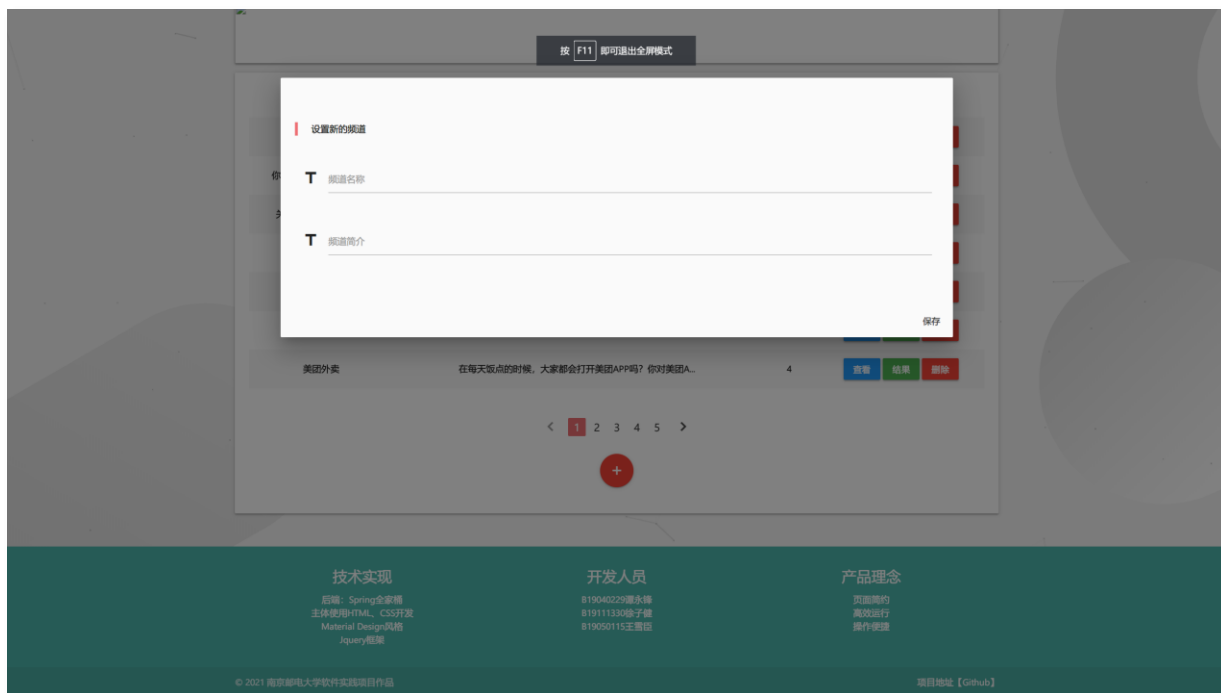 按 F11 即可退出全屏模式
设置新的频道
你
T 频道名称
关
T 频道简介
保存
美团外卖 在每天饭点的时候，大家都会打开美团APP吗？你对美团A... 4 查看 结果 删除
1 2 3 4 5
+
技术实现 开发人员 产品理念
后端：Spring全家桶 B19040229谢永锋 页面简约
主体使用HTML、CSS开发 B19111330徐子健 高效运行
Material Design风格 B19050115王雪臣 操作便捷
Jquery框架
© 2021 南京邮电大学软件实践项目作品 项目地址【Github】